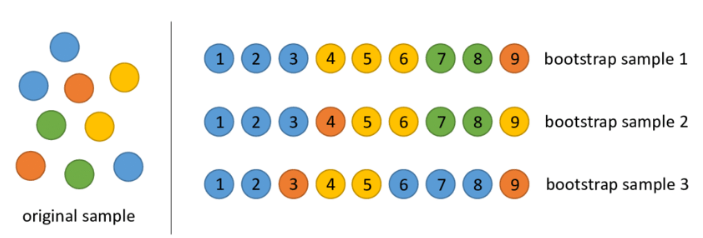 1 2 3 4 5 6 7 8 9 bootstrap sample 1
1 2 3 4 5 6 7 8 9 bootstrap sample 2
1 2 3 4 5 6 7 8 9 bootstrap sample 3
original sample